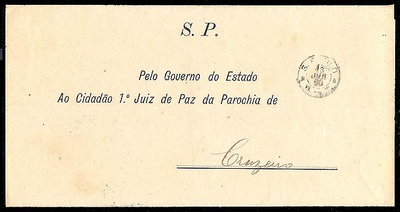 S. P.
Pelo Governo do Estado
Ao Cidadão 1.º Juiz de Paz da Parochia de
Cruzeiro